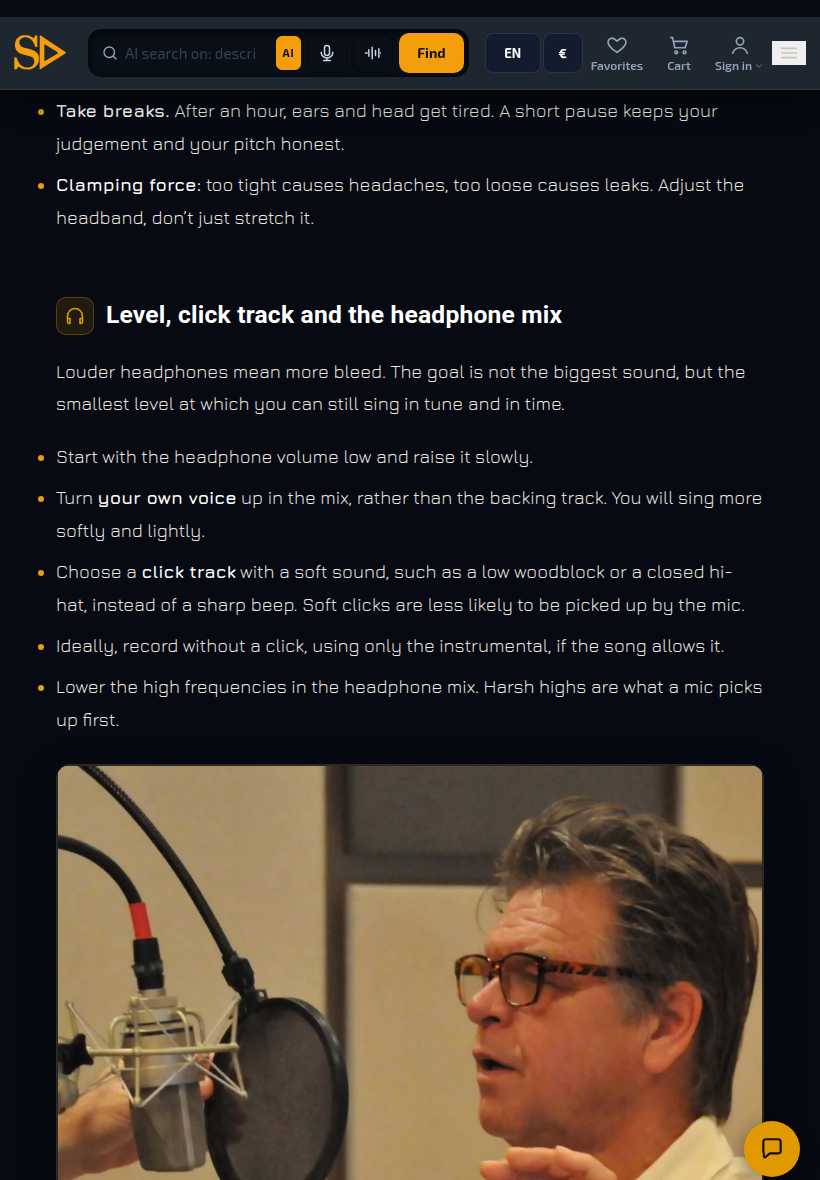 SD
AI search on: descri
AI
Find
EN
€
Favorites
Cart
Sign in
Take breaks. After an hour, ears and head get tired. A short pause keeps your
judgement and your pitch honest.
Clamping force: too tight causes headaches, too loose causes leaks. Adjust the
headband, don’t just stretch it.
Level, click track and the headphone mix
Louder headphones mean more bleed. The goal is not the biggest sound, but the
smallest level at which you can still sing in tune and in time.
Start with the headphone volume low and raise it slowly.
Turn your own voice up in the mix, rather than the backing track. You will sing more
softly and lightly.
Choose a click track with a soft sound, such as a low woodblock or a closed hi-
hat, instead of a sharp beep. Soft clicks are less likely to be picked up by the mic.
Ideally, record without a click, using only the instrumental, if the song allows it.
Lower the high frequencies in the headphone mix. Harsh highs are what a mic picks
up first.